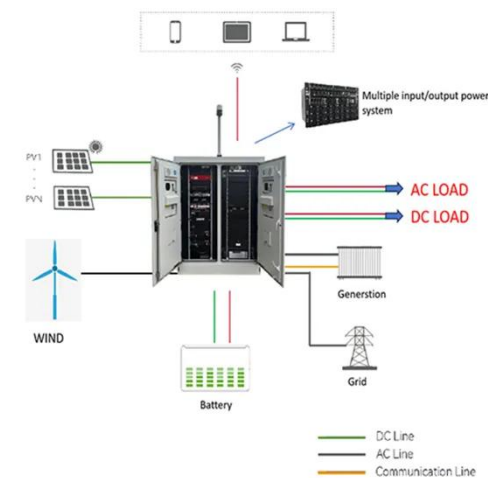 Multiple input/output power
system
PV1
PVN
AC LOAD
DC LOAD
WIND
Generstion
Grid
Battery
DC Line
AC Line
Communication Line